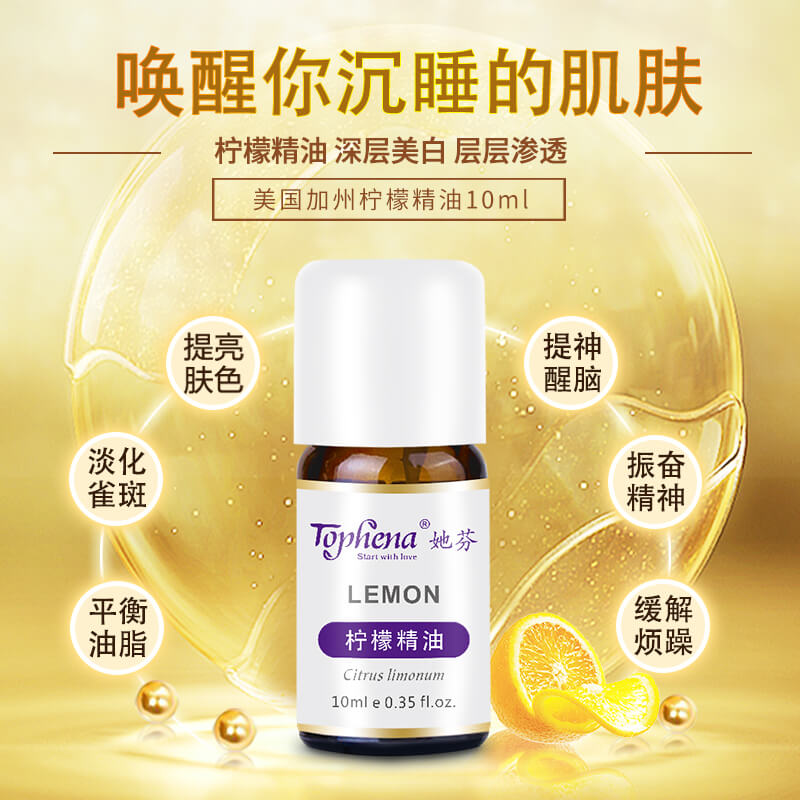 唤醒你沉睡的肌肤
柠檬精油 深层美白 层层渗透
美国加州柠檬精油10ml
提亮
肤色
提神
醒脑
淡化
雀斑
振奋
精神
平衡
油脂
缓解
烦躁
Tophena® 她芬
Start with love
LEMON
柠檬精油
Citrus limonum
10ml e 0.35 fl.oz.